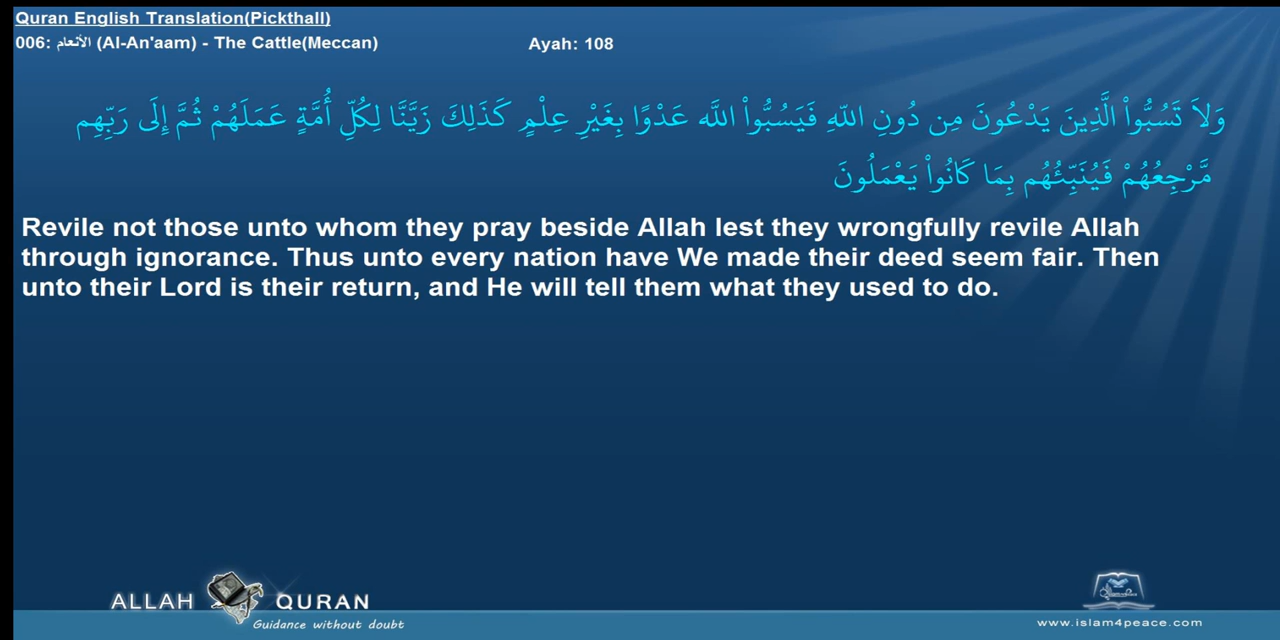 Quran English Translation(Pickthall)
006: الأنعام (Al-An'aam) - The Cattle(Meccan)
Ayah: 108
وَلاَ تَسُبُّواْ الَّذِينَ يَدْعُونَ مِن دُونِ اللّهِ فَيَسُبُّواْ اللّهَ عَدْوًا بِغَيْرِ عِلْمٍ كَذَلِكَ زَيَّنَّا لِكُلِّ أُمَّةٍ عَمَلَهُمْ ثُمَّ إِلَى رَبِّهِم
مَّرْجِعُهُمْ فَيُنَبِّئُهُم بِمَا كَانُواْ يَعْمَلُونَ
Revile not those unto whom they pray beside Allah lest they wrongfully revile Allah
through ignorance. Thus unto every nation have We made their deed seem fair. Then
unto their Lord is their return, and He will tell them what they used to do.
ALLAH QURAN
Guidance without doubt
www.islam4peace.com